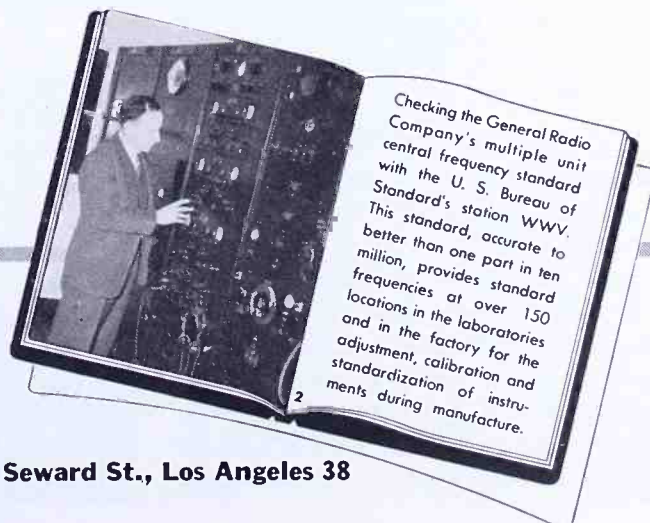 Checking the General Radio
Company's multiple unit
central frequency standard
with the U. S. Bureau of
Standard's station WWV.
This standard, accurate to
better than one part in ten
million, provides standard
frequencies at over 150
locations in the laboratories
and in the factory for the
adjustment, calibration and
standardization of instru-
ments during manufacture.
2
Seward St., Los Angeles 38